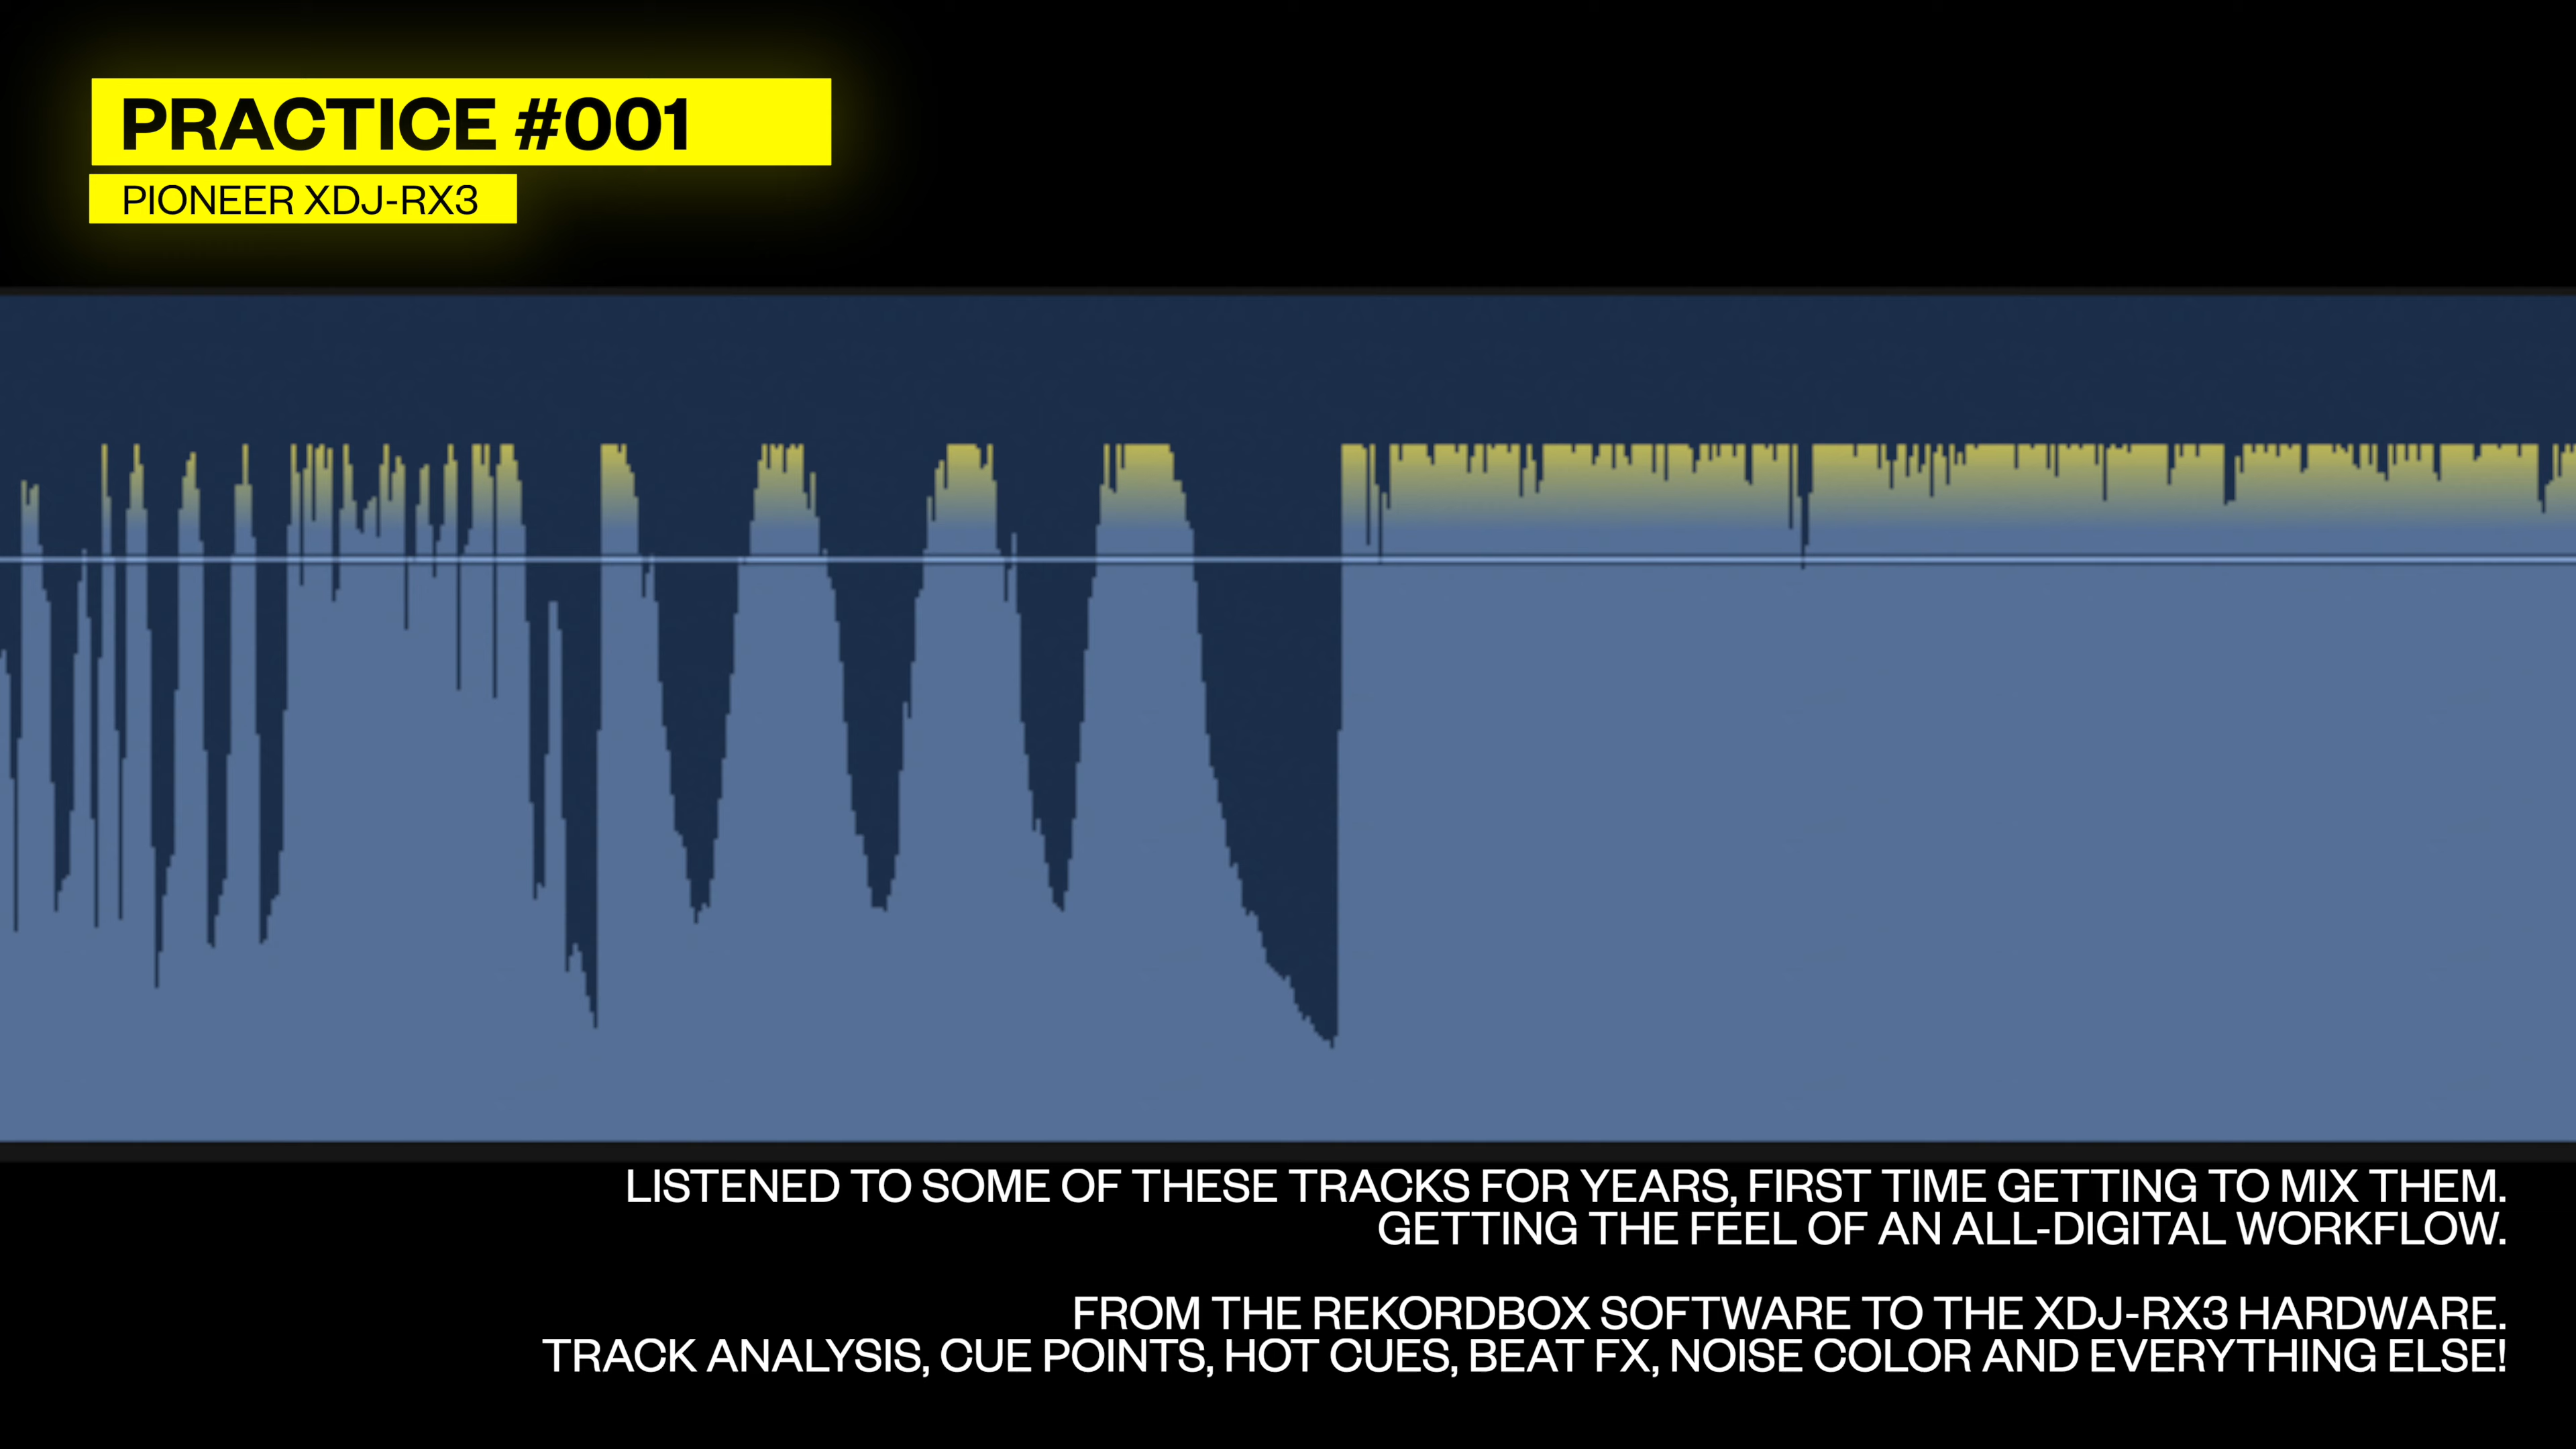 PRACTICE #001
PIONEER XDJ-RX3
LISTENED TO SOME OF THESE TRACKS FOR YEARS, FIRST TIME GETTING TO MIX THEM.
GETTING THE FEEL OF AN ALL-DIGITAL WORKFLOW.
FROM THE REKORDBOX SOFTWARE TO THE XDJ-RX3 HARDWARE.
TRACK ANALYSIS, CUE POINTS, HOT CUES, BEAT FX, NOISE COLOR AND EVERYTHING ELSE!